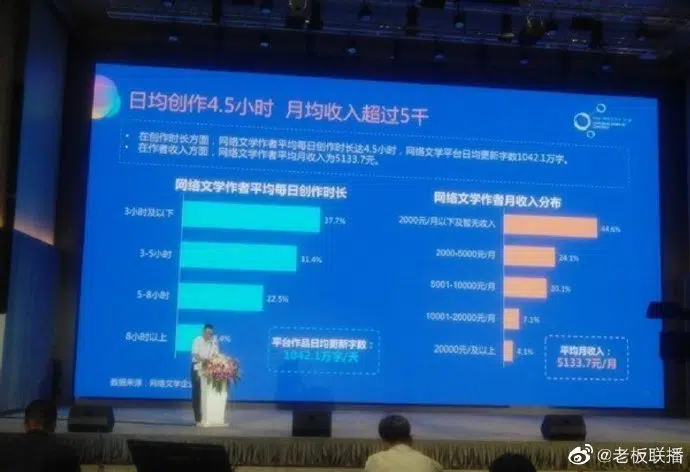 日均创作4.5小时 月均收入超过5千
• 在创作时长方面，网络文学作者平均每日创作时长达4.5小时，网络文学平台日均更新字数1042.1万字。
• 在作者收入方面，网络文学作者平均月收入为5133.7元。
网络文学作者平均每日创作时长
3小时及以下 37.7%
3-5小时 31.4%
5-8小时 22.5%
8小时以上
平台作品日均更新字数：
1042.1万字/天
数据来源：网络文学企
网络文学作者月收入分布
2000元/月以下及暂无收入 44.6%
2000-5000元/月 24.1%
5001-10000元/月 20.1%
10001-20000元/月 7.1%
20000元/及以上 4.1%
平均月收入：
5133.7元/月
@老板联播